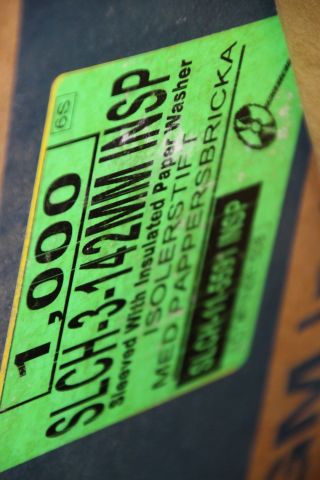 6S
1,000
SLCH-3-142MM INSP
Sleeved With Insulated Paper Washer
ISOLERSTIFT
MED PAPPERSBRICKA